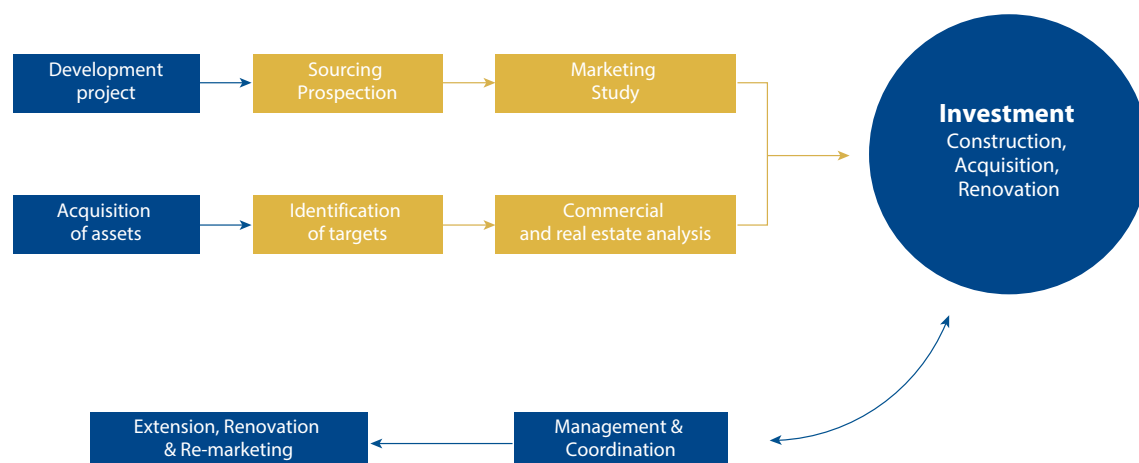 Development
project
Sourcing
Prospection
Marketing
Study
Investment
Construction,
Acquisition,
Renovation
Acquisition
of assets
Identification
of targets
Commercial
and real estate analysis
Extension, Renovation
& Re-marketing
Management &
Coordination